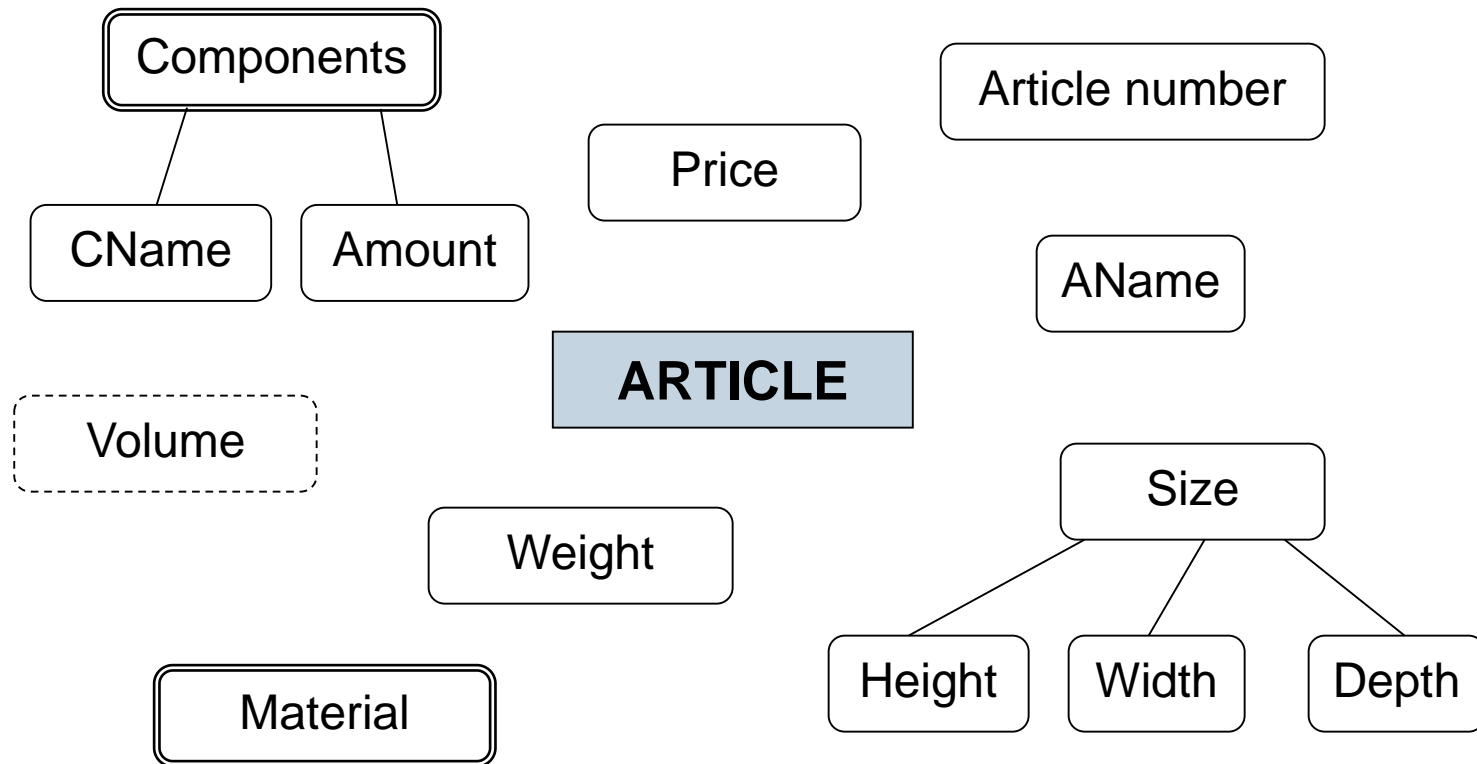 Components
Article number
Price
CName
Amount
AName
ARTICLE
Volume
Size
Weight
Height
Width
Depth
Material